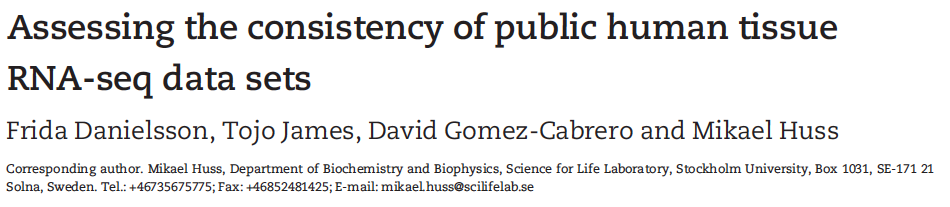 Assessing the consistency of public human tissue
RNA-seq data sets
Frida Danielsson, Tojo James, David Gomez-Cabrero and Mikael Huss
Corresponding author. Mikael Huss, Department of Biochemistry and Biophysics, Science for Life Laboratory, Stockholm University, Box 1031, SE-171 21
Solna, Sweden. Tel.: +46735675775; Fax: +46852481425; E-mail: mikael.huss@scilifelab.se